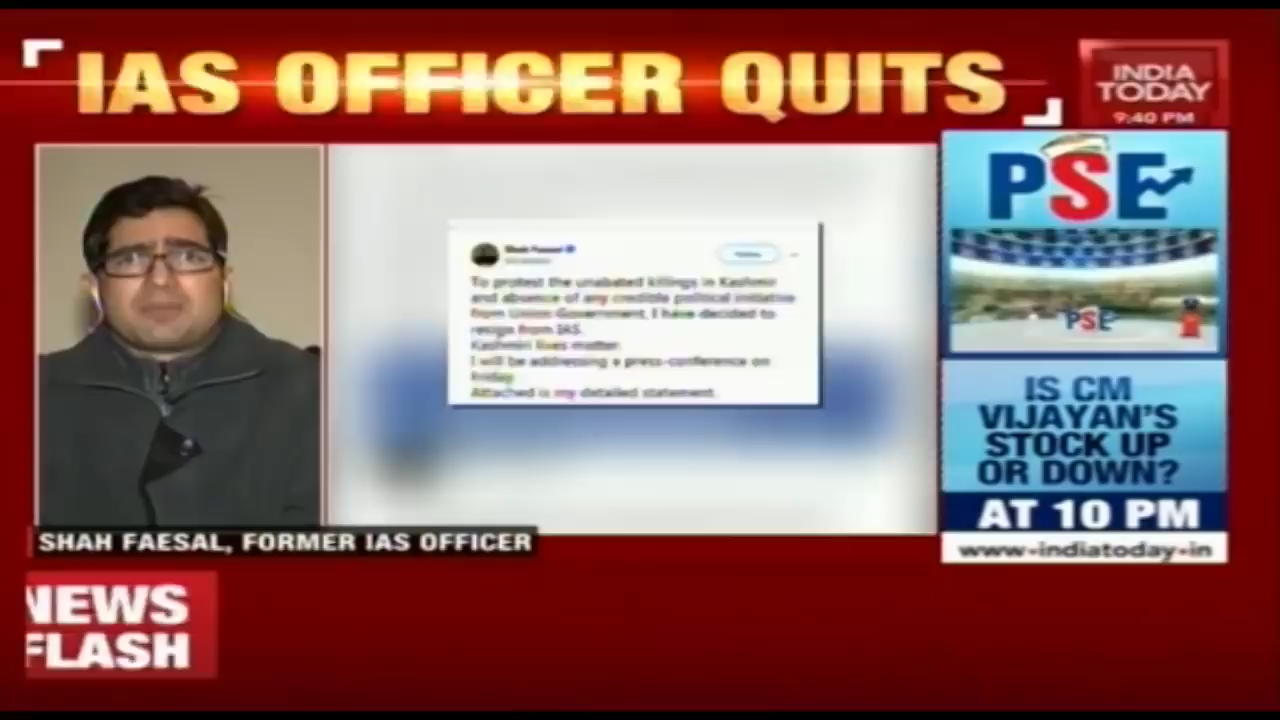 IAS OFFICER QUITS
INDIA
TODAY
9:40 PM
PSE
PSE
Shah Faesal
To protest the unabated killings in Kashmir
and absence of any credible political initiative
from Union Government, I have decided to
resign from IAS.
Kashmiri lives matter.
I will be addressing a press-conference on
Friday.
Attached is my detailed statement.
IS CM
VIJAYAN'S
STOCK UP
OR DOWN?
AT 10 PM
www-indiatoday-in
SHAH FAESAL, FORMER IAS OFFICER
NEWS
FLASH